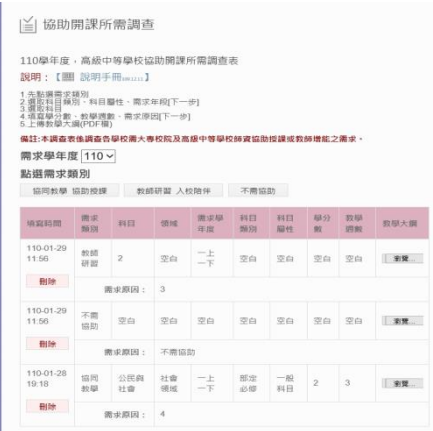 協助開課所需調查
110學年度，高級中等學校協助開課所需調查表
說明：【 說明手冊 】
1.先點選需求類別
2.選取科目類別、科目屬性、需求年段[下一步]
3.選取科目
4.填寫學分數、教學週數、需求原因[下一步]
5.上傳教學大綱(PDF檔)
備註:本調查表係調查各學校需大專校院及高級中等學校師資協助授課或教師增能之需求。
需求學年度 110
點選需求類別
協同教學 協助授課 教師研習 入校陪伴 不需協助
填寫時間 需求類別 科目 領域 需求學年度 科目類別 科目屬性 學分數 教學週數 教學大綱
110-01-29 11:56 教師研習 2 空白 一上 一下 空白 空白 空白 空白 瀏覽...
刪除 需求原因： 3
110-01-29 11:56 不需協助 空白 空白 空白 空白 空白 空白 空白 瀏覽...
刪除 需求原因： 不需協助
110-01-28 19:18 協同教學 公民與社會 社會領域 一上 一下 部定必修 一般科目 2 3 瀏覽...
刪除 需求原因： 4